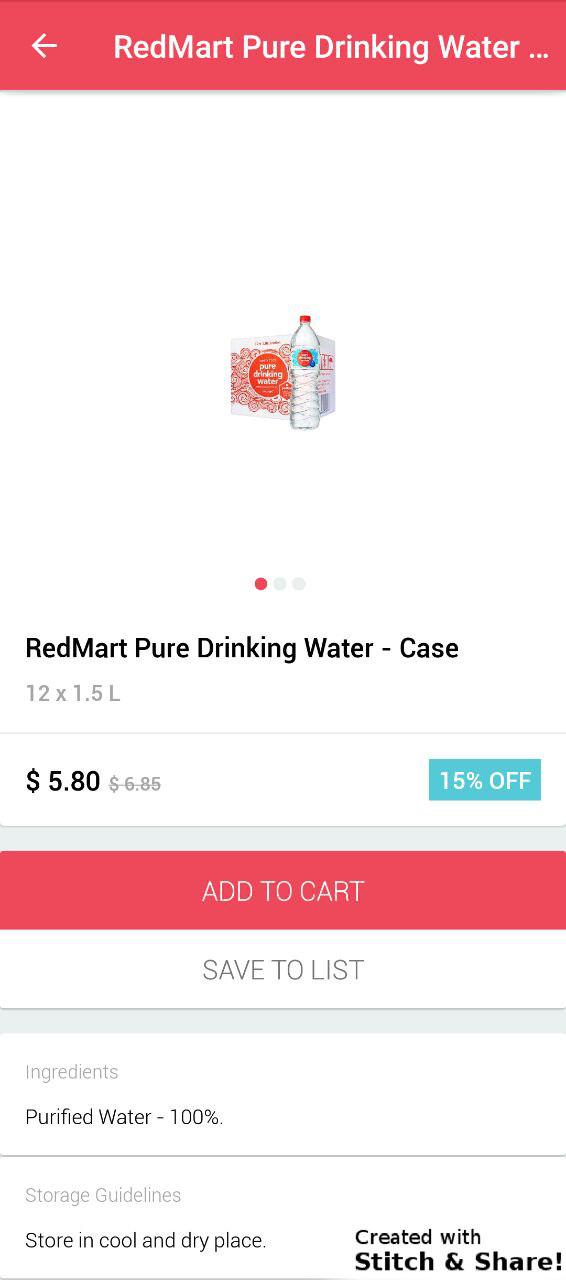 RedMart Pure Drinking Water ...
pure
drinking
water
RedMart Pure Drinking Water - Case
12 x 1.5 L
$ 5.80 $ 6.85
15% OFF
ADD TO CART
SAVE TO LIST
Ingredients
Purified Water - 100%.
Storage Guidelines
Store in cool and dry place.
Created with
Stitch & Share!